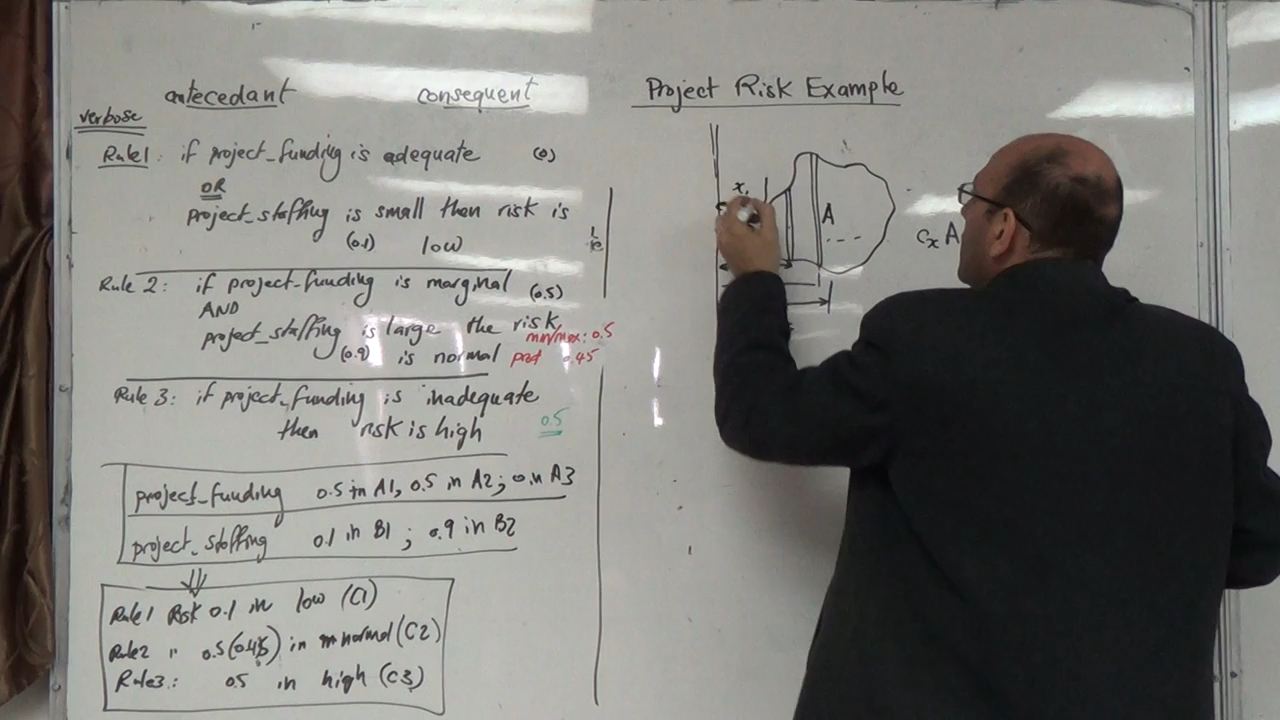 antecedant consequent
verbose
Rule1: if project_funding is adequate (0)
OR
project_staffing is small then risk is
(0.1) low
Rule 2: if project_funding is marginal (0.5)
AND
project_staffing is large the risk
(0.9) is normal
min/max: 0.5
prod 0.45
Rule 3: if project_funding is inadequate
then risk is high 0.5
project_funding 0.5 in A1, 0.5 in A2; 0 in A3
project_staffing 0.1 in B1; 0.9 in B2
Rule1 Risk 0.1 in low (C1)
Rule2 " 0.5(0.45) in normal (C2)
Rule3: 0.5 in high (C3)
Project Risk Example
x1
A
Cx A